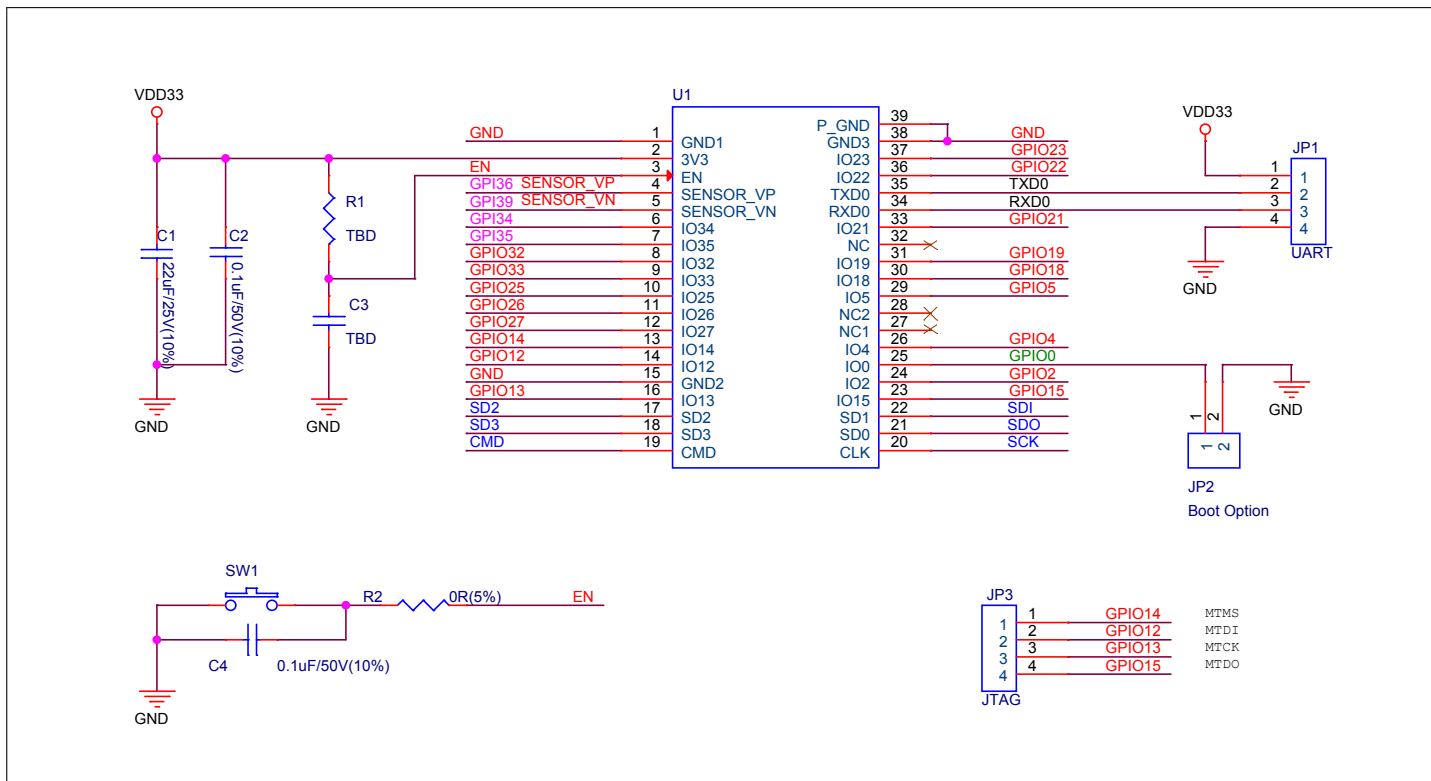 VDD33
C1
22uF/25V(10%)
C2
0.1uF/50V(10%)
GND
R1
TBD
C3
TBD
GND
U1
GND 1 GND1
2 3V3
EN 3 EN
GPI36 SENSOR_VP 4 SENSOR_VP
GPI39 SENSOR_VN 5 SENSOR_VN
GPI34 6 IO34
GPI35 7 IO35
GPIO32 8 IO32
GPIO33 9 IO33
GPIO25 10 IO25
GPIO26 11 IO26
GPIO27 12 IO27
GPIO14 13 IO14
GPIO12 14 IO12
GND 15 GND2
GPIO13 16 IO13
SD2 17 SD2
SD3 18 SD3
CMD 19 CMD
P_GND 39
GND3 38 GND
IO23 37 GPIO23
IO22 36 GPIO22
TXD0 35 TXD0
RXD0 34 RXD0
IO21 33 GPIO21
NC 32
IO19 31 GPIO19
IO18 30 GPIO18
IO5 29 GPIO5
NC2 28
NC1 27
IO4 26 GPIO4
IO0 25 GPIO0
IO2 24 GPIO2
IO15 23 GPIO15
SD1 22 SDI
SD0 21 SDO
CLK 20 SCK
VDD33
JP1
1 1
2 2
3 3
4 4
UART
GND
GND
1 2
1 2
JP2
Boot Option
SW1
R2 0R(5%) EN
C4 0.1uF/50V(10%)
GND
JP3
1 1 GPIO14 MTMS
2 2 GPIO12 MTDI
3 3 GPIO13 MTCK
4 4 GPIO15 MTDO
JTAG